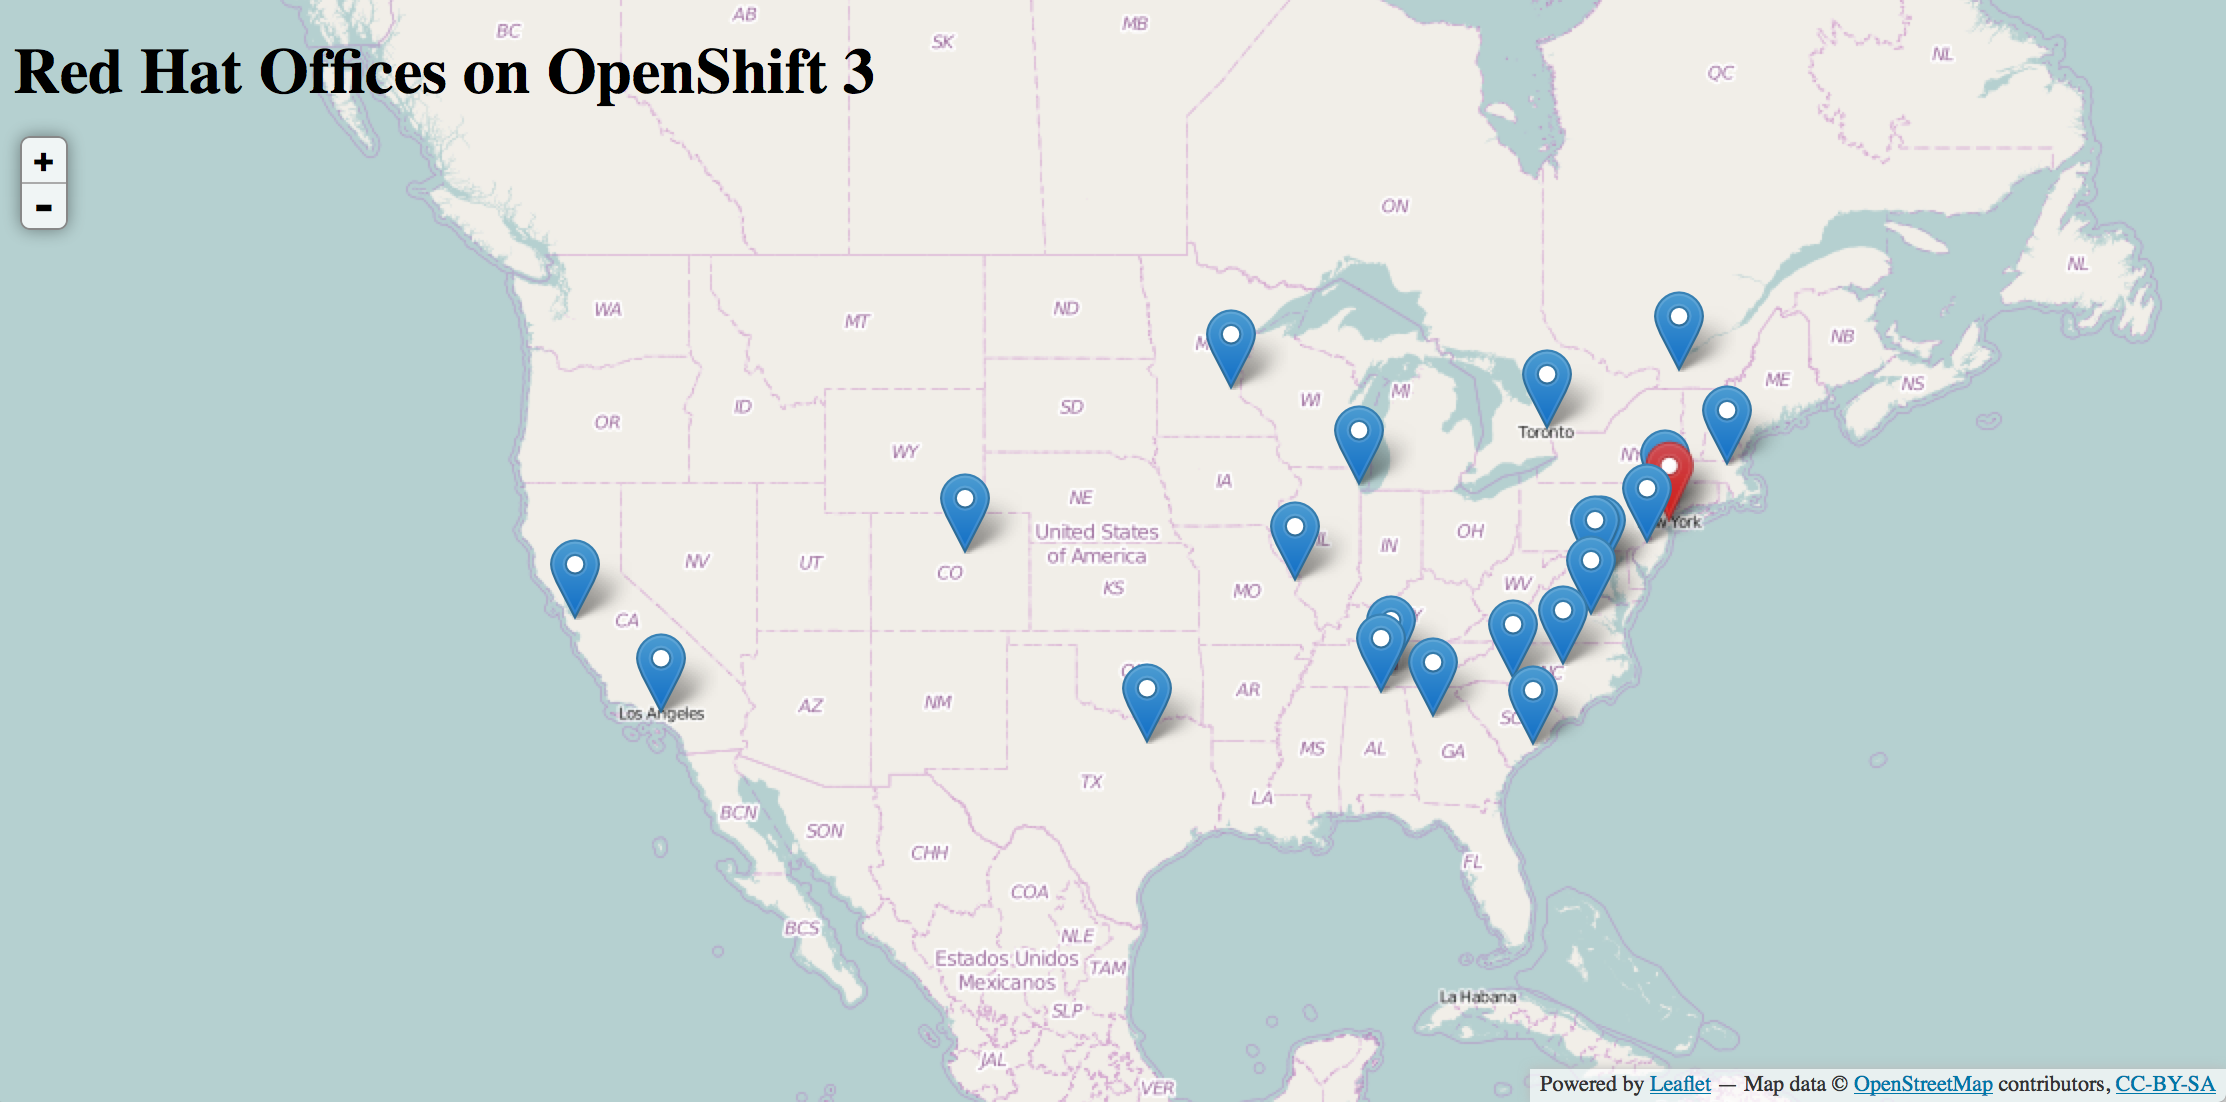 BC
AB
SK
MB
QC
NL
Red Hat Offices on OpenShift 3
+
-
ON
NL
WA
MT
ND
NB
ME
NS
OR
ID
SD
WI
MI
Toronto
WY
NE
IA
NY
United States
of America
NV
UT
CO
KS
MO
IN
OH
WV
CA
Los Angeles
AZ
NM
AR
NC
SC
TX
MS
AL
GA
LA
BCN
SON
CHH
FL
COA
BCS
NLE
Estados Unidos
Mexicanos
TAM
La Habana
SLP
JAL
VER
Powered by Leaflet — Map data © OpenStreetMap contributors, CC-BY-SA